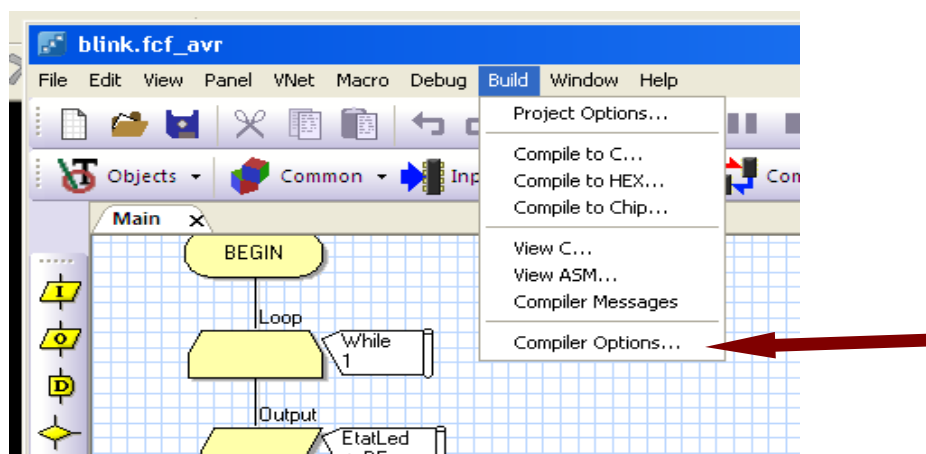 blink.fcf_avr
File Edit View Panel VNet Macro Debug Build Window Help
Project Options...
Compile to C...
Compile to HEX...
Compile to Chip...
View C...
View ASM...
Compiler Messages
Compiler Options...
Objects Common Inp Com
Main X
BEGIN
Loop
While
1
Output
EtatLed
I
O
D